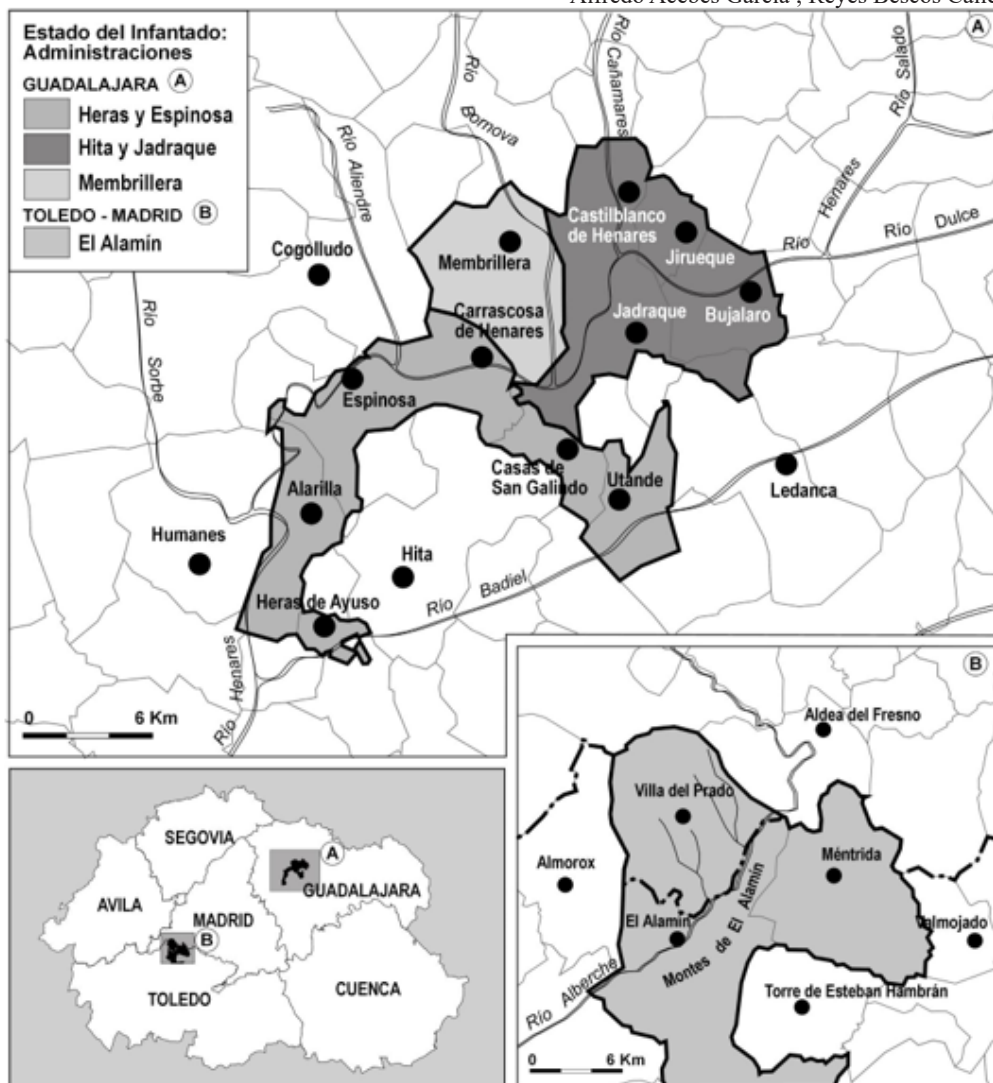 Alfredo Acebes García , Reyes Bescós
Estado del Infantado:
Administraciones
GUADALAJARA A
Heras y Espinosa
Hita y Jadraque
Membrillera
TOLEDO - MADRID B
El Alamín
A
Río Bornova
Río Cañamares
Río Salado
Río Aliendre
Henares
Río
Río Dulce
Castilblanco
de Henares
Jirueque
Cogolludo
Membrillera
Bujalaro
Jadraque
Carrascosa
de Henares
Río Sorbe
Espinosa
Casas de
San Galindo
Utande
Ledanca
Alarilla
Humanes
Hita
Río Badiel
Heras de Ayuso
Río Henares
0 6 Km
SEGOVIA
A
GUADALAJARA
AVILA
MADRID
B
TOLEDO
CUENCA
B
Aldea del Fresno
Villa del Prado
Almorox
Méntrida
El Alamín
Montes de El Alamín
Río Alberche
Torre de Esteban Hambrán
0 6 Km